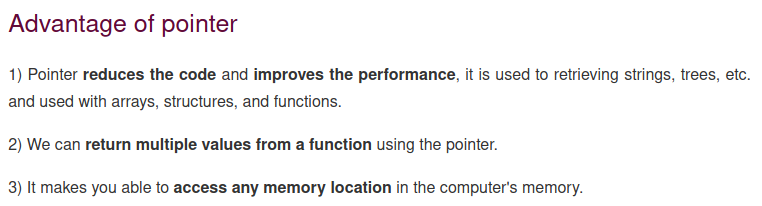 Advantage of pointer
1) Pointer reduces the code and improves the performance, it is used to retrieving strings, trees, etc.
and used with arrays, structures, and functions.
2) We can return multiple values from a function using the pointer.
3) It makes you able to access any memory location in the computer's memory.